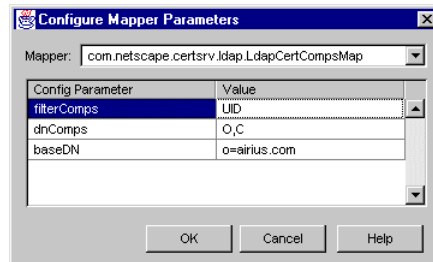 Configure Mapper Parameters
Mapper: com.netscape.certsrv.ldap.LdapCertCompsMap
Config Parameter Value
filterComps UID
dnComps O,C
baseDN o=airius.com
OK Cancel Help